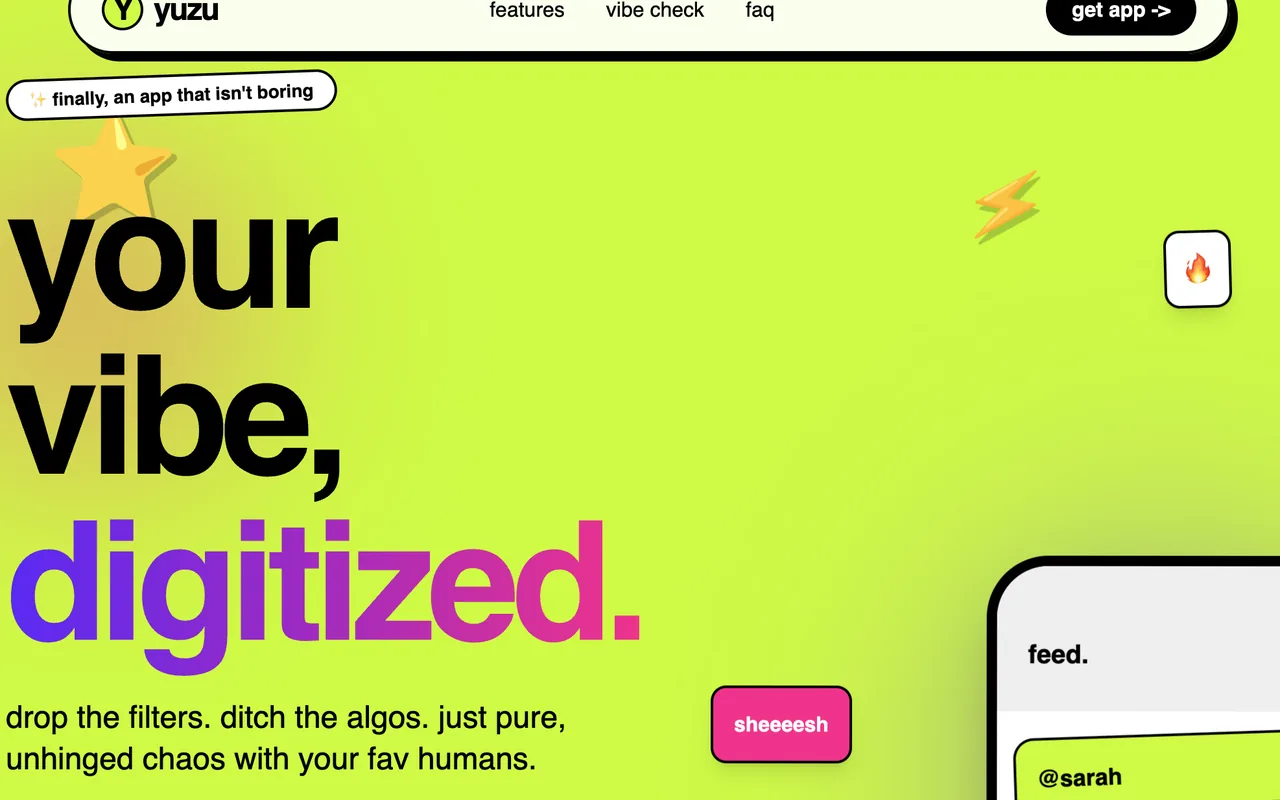 Y yuzu
features
vibe check
faq
get app ->
✨ finally, an app that isn't boring
your
vibe,
digitized.
drop the filters. ditch the algos. just pure,
unhinged chaos with your fav humans.
sheeeesh
feed.
@sarah